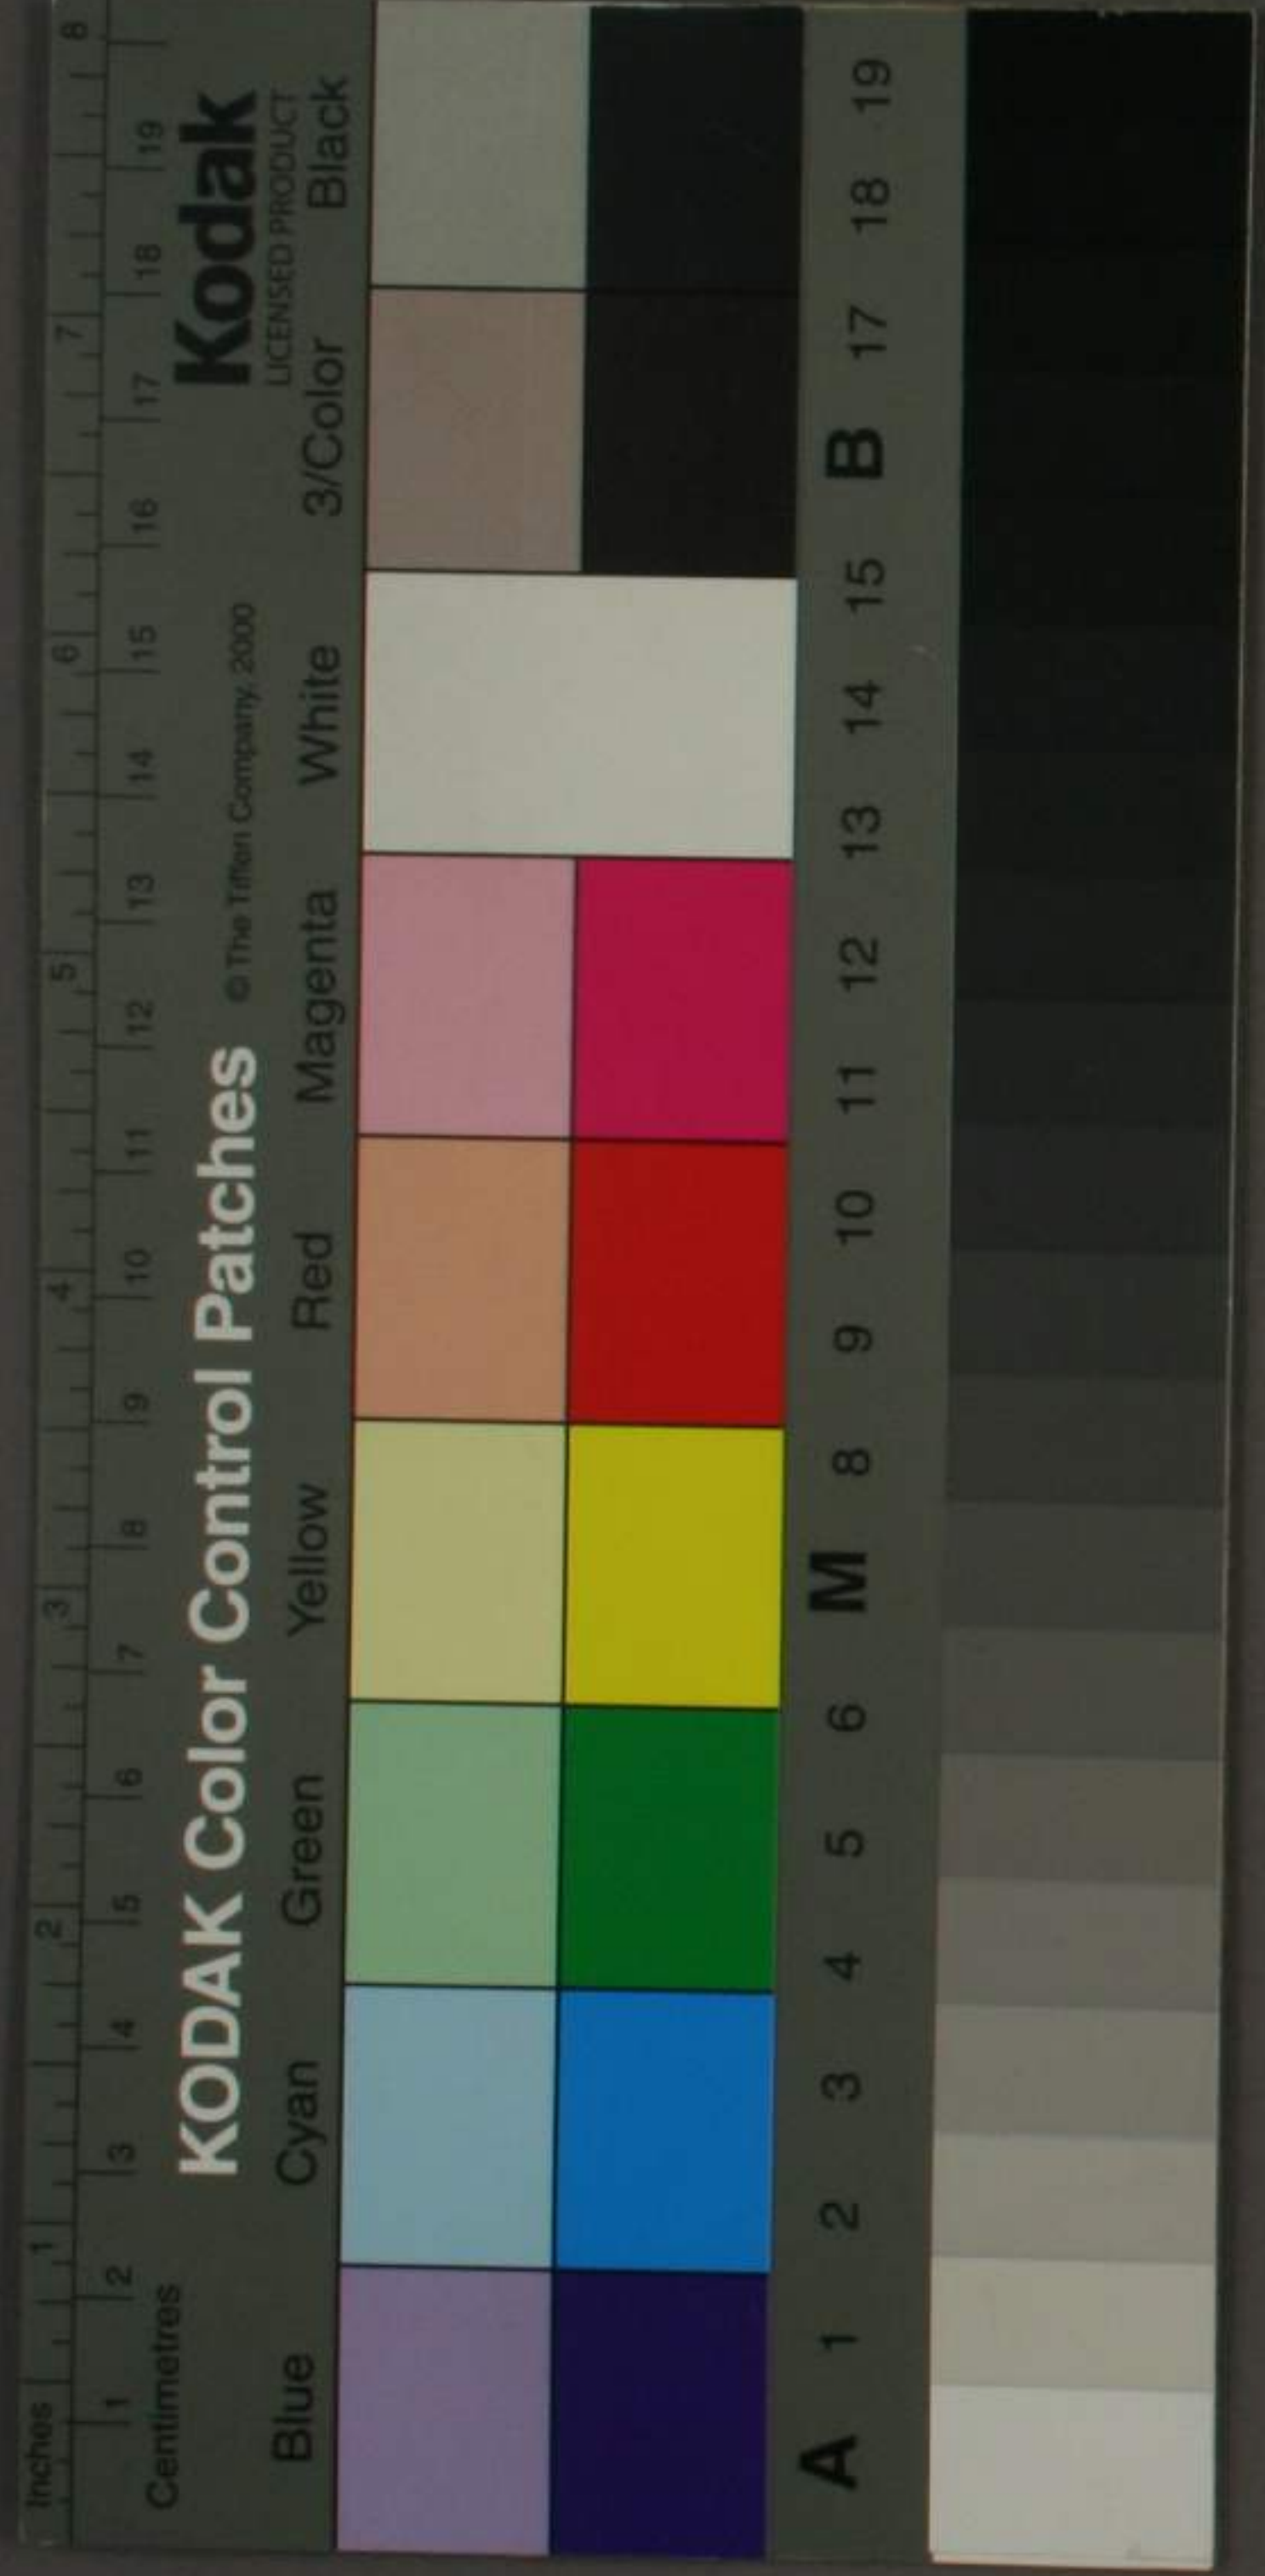 Inches 1 2 3 4 5 6 7 8
1 2 3 4 5 6 7 8 9 10 11 12 13 14 15 16 17 18 19
Centimetres
KODAK Color Control Patches © The Tiffen Company, 2000 Kodak
LICENSED PRODUCT
Blue Cyan Green Yellow Red Magenta White 3/Color Black
A 1 2 3 4 5 6 M 8 9 10 11 12 13 14 15 B 17 18 19